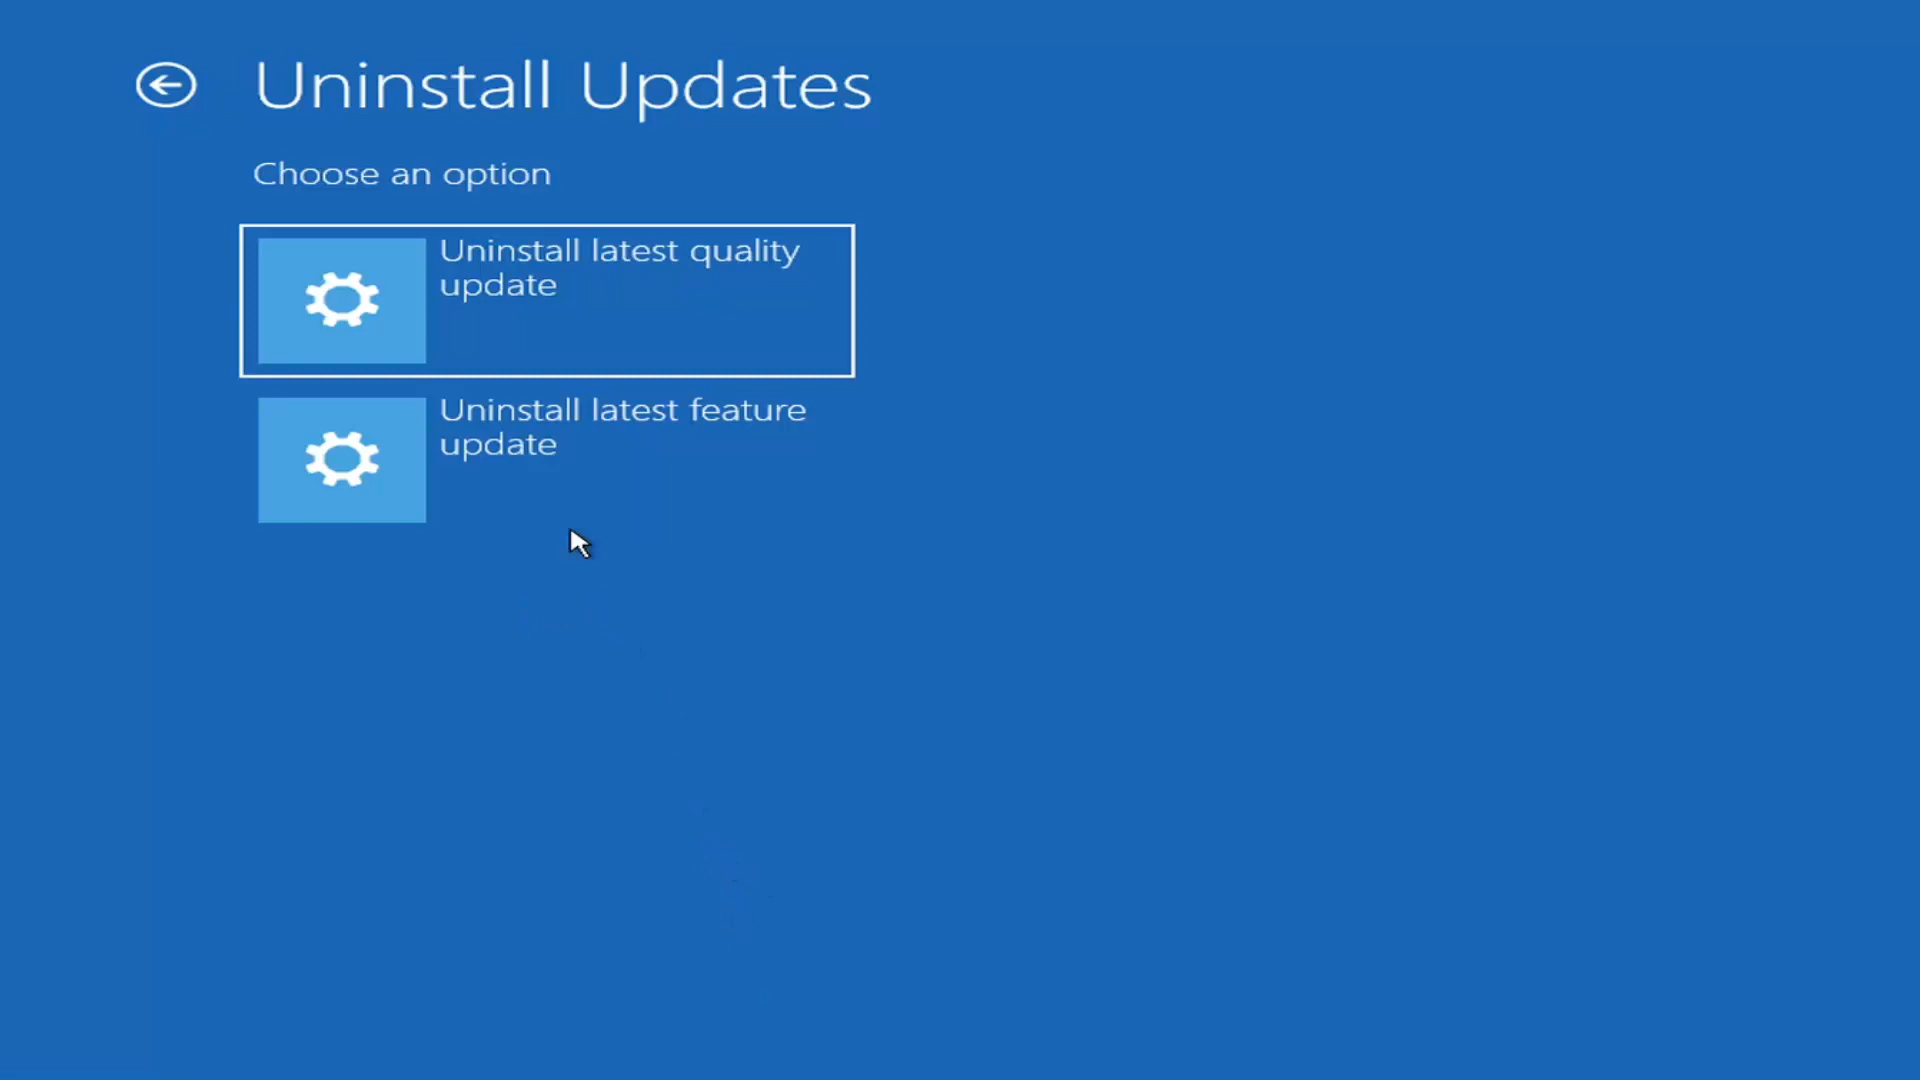 Uninstall Updates
Choose an option
Uninstall latest quality
update
Uninstall latest feature
update